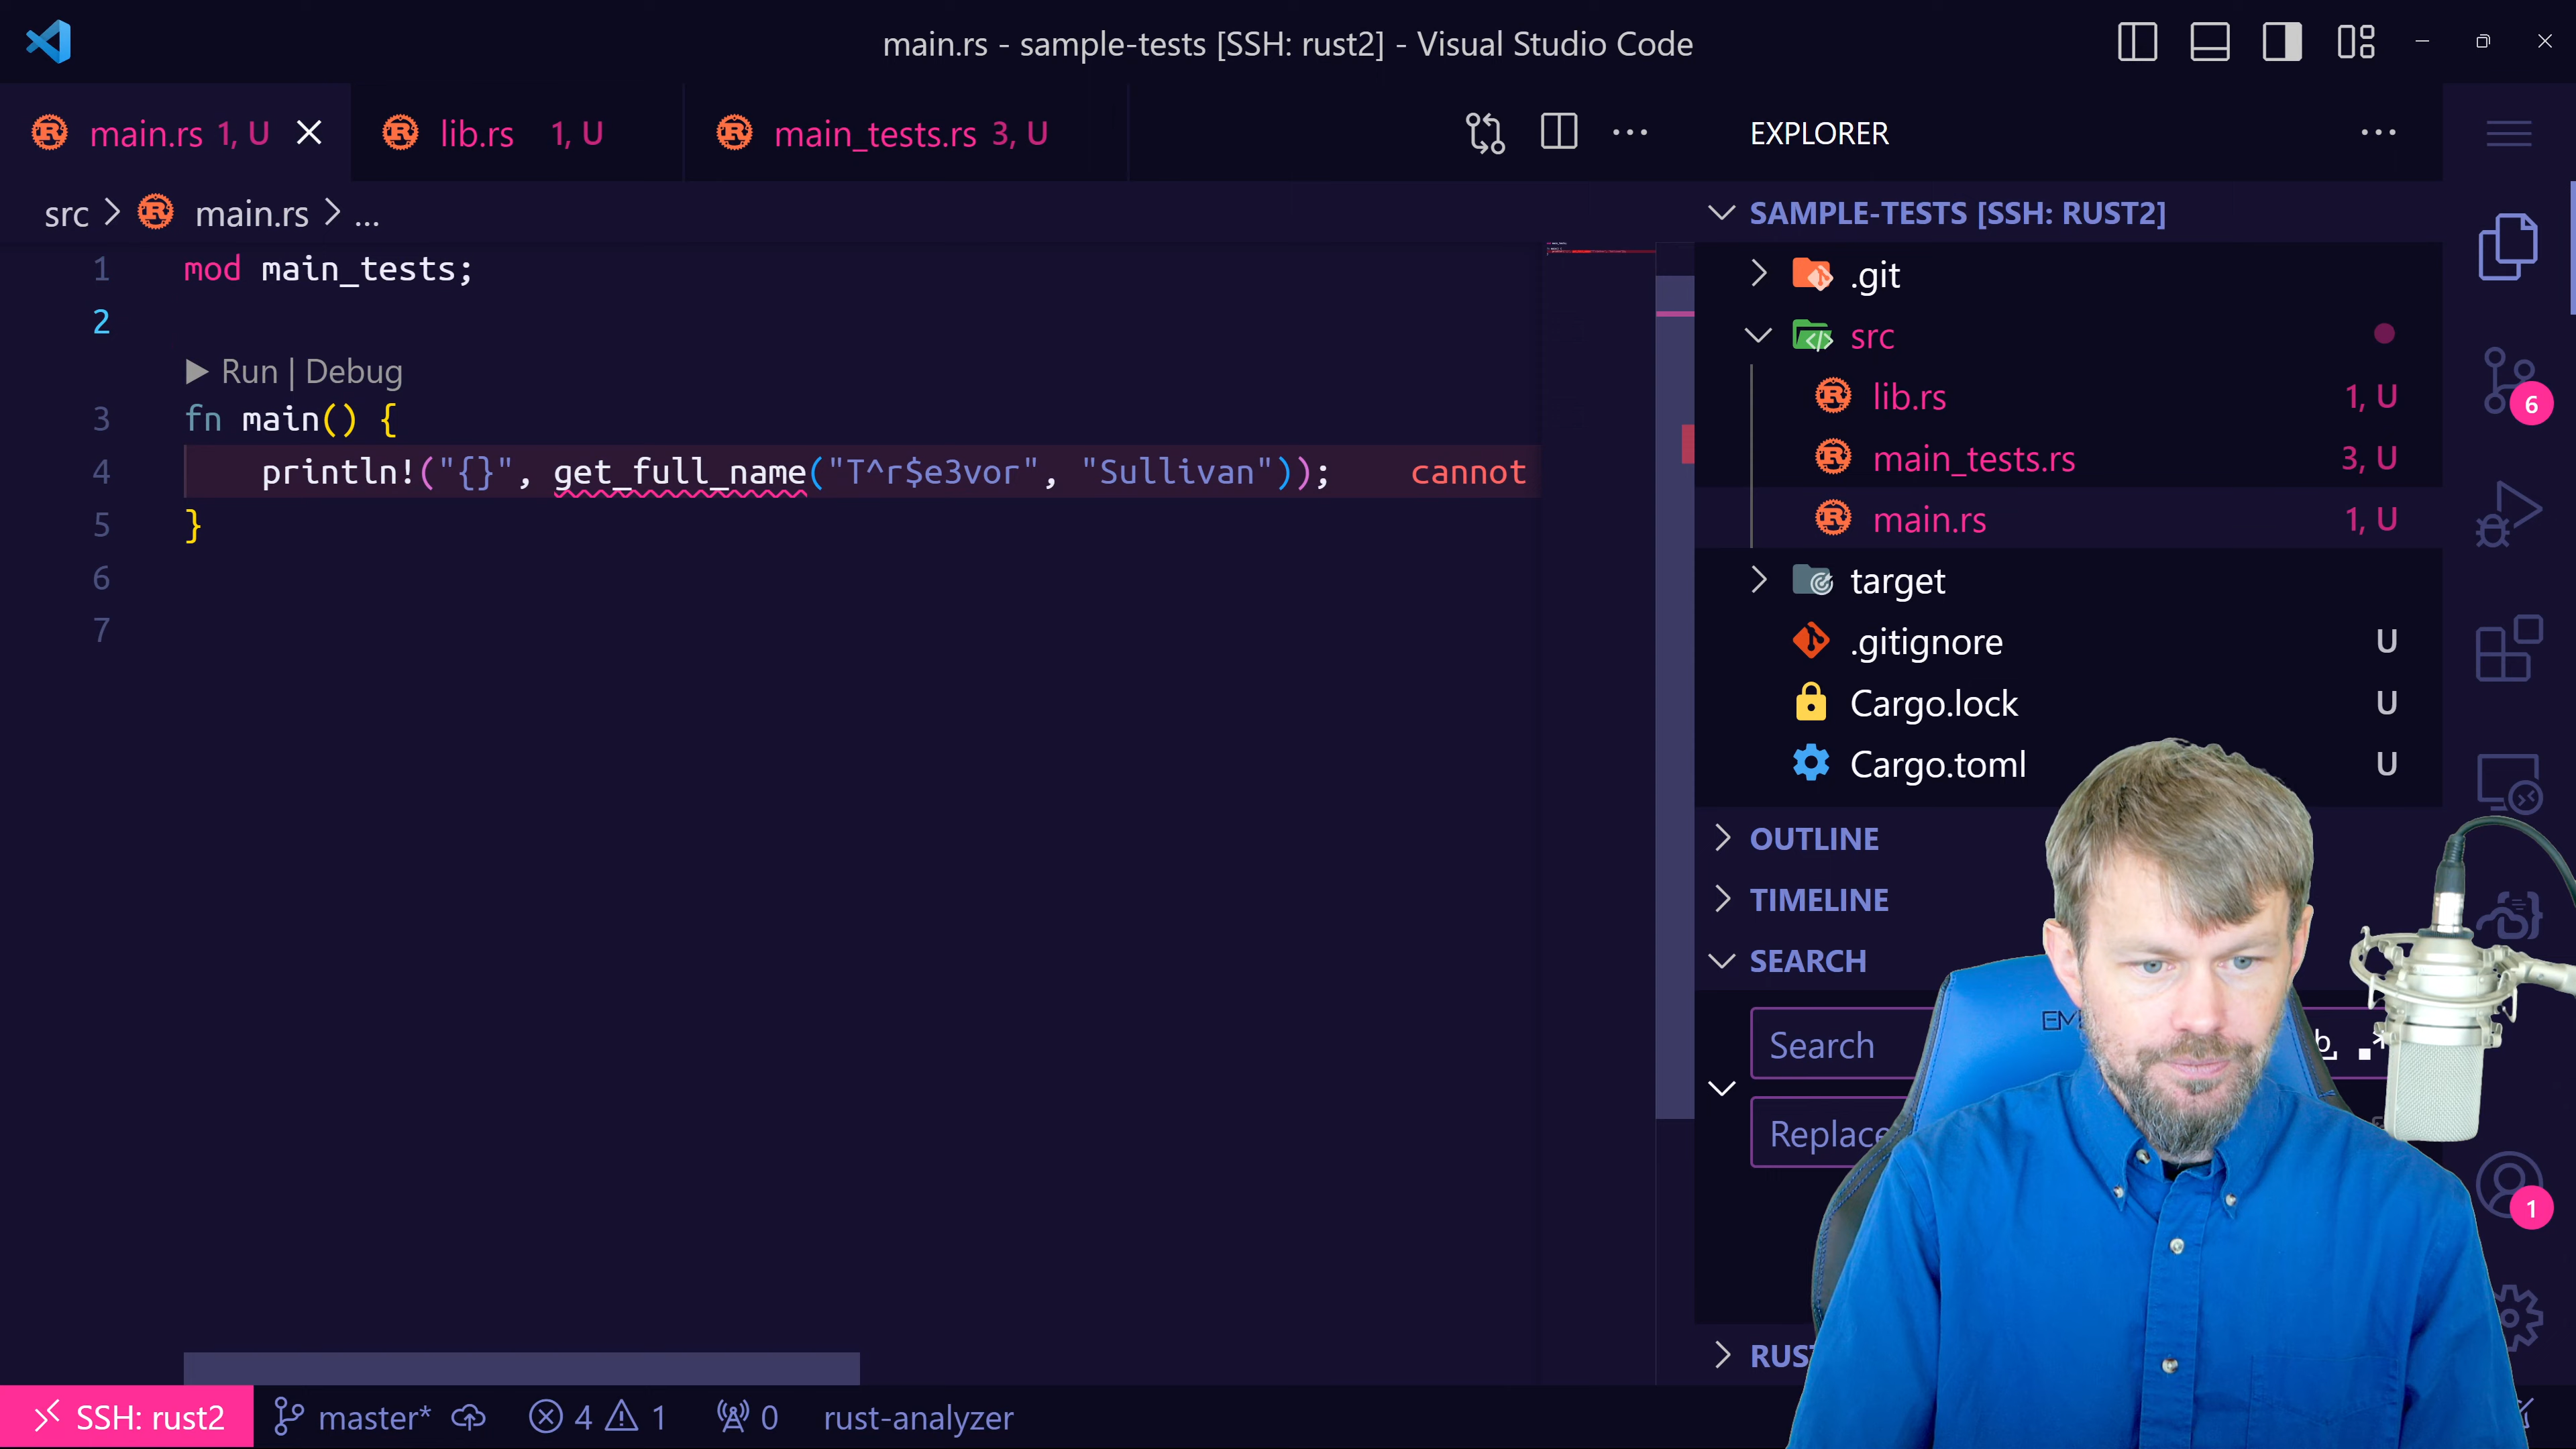 main.rs - sample-tests [SSH: rust2] - Visual Studio Code
main.rs 1, U
lib.rs 1, U
main_tests.rs 3, U
src > main.rs > ...
1 mod main_tests;
2
▶ Run | Debug
3 fn main() {
4 println!("{}", get_full_name("T^r$e3vor", "Sullivan")); cannot
5 }
6
7
EXPLORER
SAMPLE-TESTS [SSH: RUST2]
.git
src
lib.rs 1, U
main_tests.rs 3, U
main.rs 1, U
target
.gitignore U
Cargo.lock U
Cargo.toml U
OUTLINE
TIMELINE
SEARCH
Search
Replace
6
1
SSH: rust2 master* 4 1 0 rust-analyzer